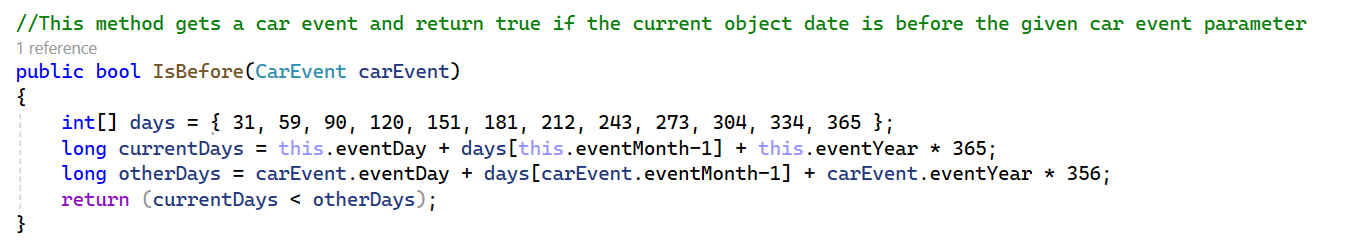 //This method gets a car event and return true if the current object date is before the given car event parameter
1 reference
public bool IsBefore(CarEvent carEvent)
{
int[] days = { 31, 59, 90, 120, 151, 181, 212, 243, 273, 304, 334, 365 };
long currentDays = this.eventDay + days[this.eventMonth-1] + this.eventYear * 365;
long otherDays = carEvent.eventDay + days[carEvent.eventMonth-1] + carEvent.eventYear * 356;
return (currentDays < otherDays);
}